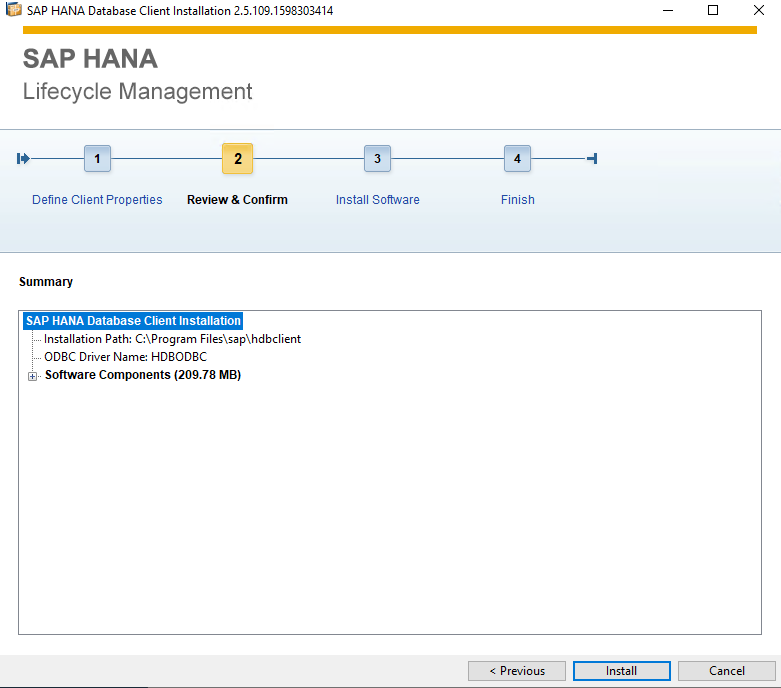 SAP HANA Database Client Installation 2.5.109.1598303414
SAP HANA
Lifecycle Management
1 2 3 4
Define Client Properties Review & Confirm Install Software Finish
Summary
SAP HANA Database Client Installation
Installation Path: C:\Program Files\sap\hdbclient
ODBC Driver Name: HDBODBC
Software Components (209.78 MB)
< Previous Install Cancel